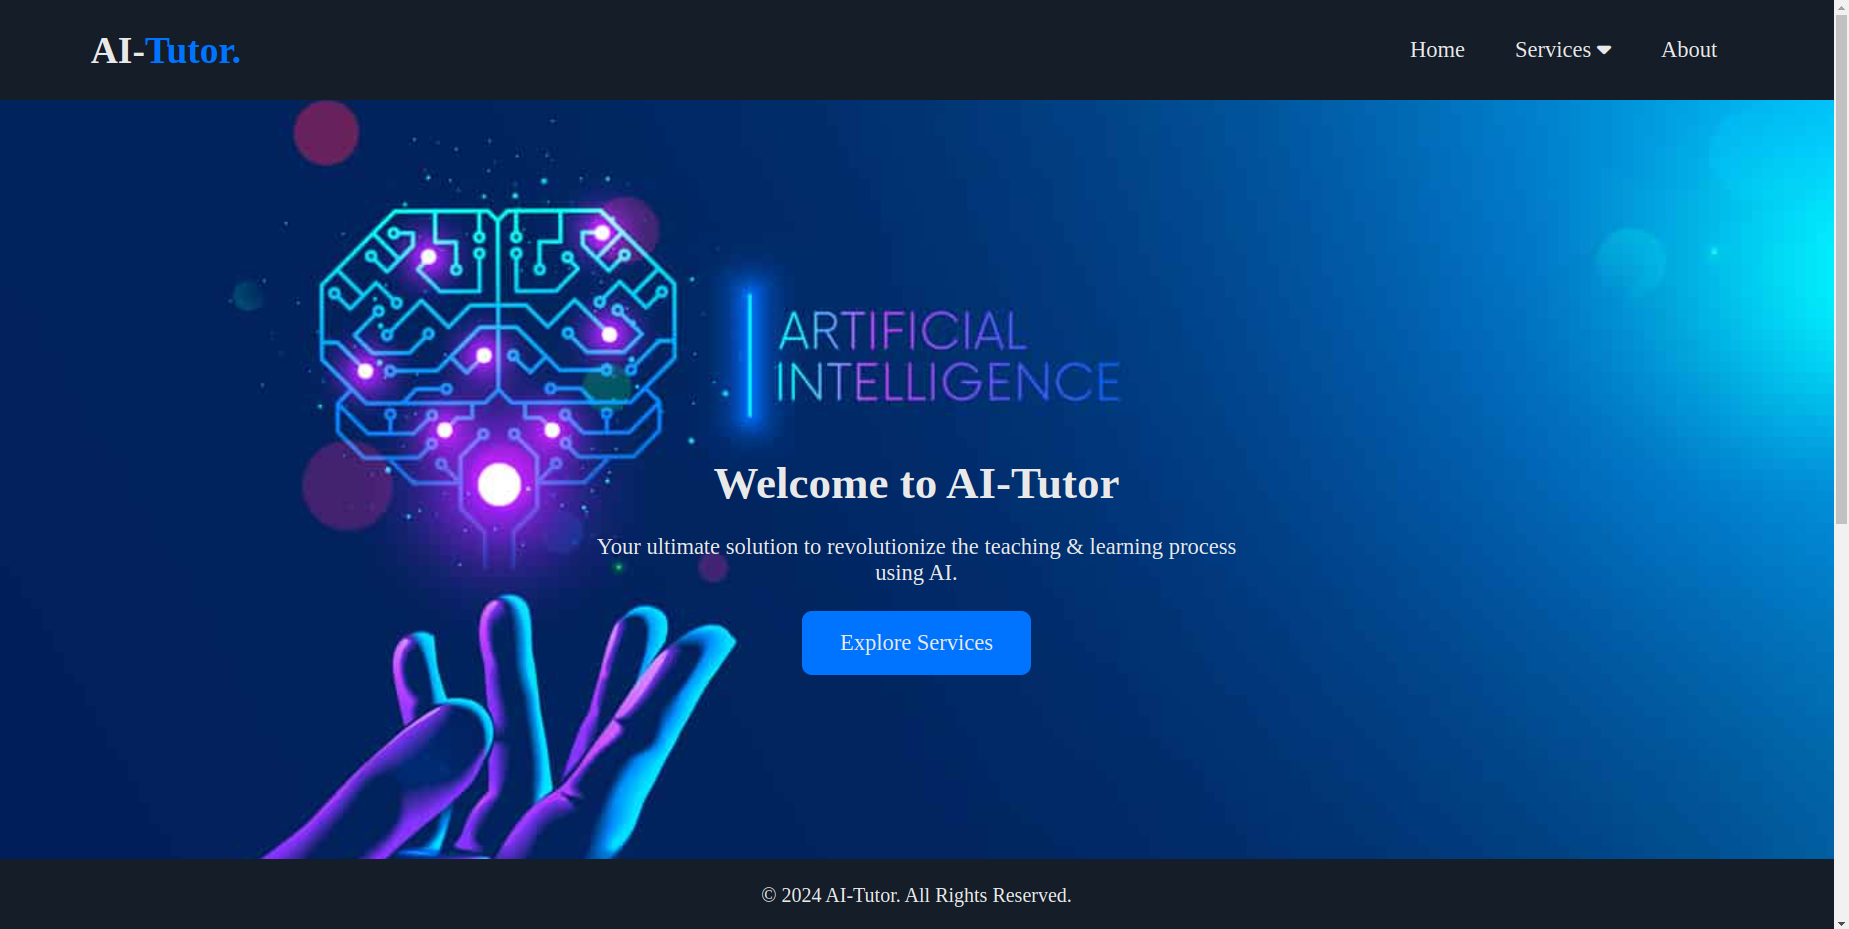 AI-Tutor.
Home Services About
ARTIFICIAL
INTELLIGENCE
Welcome to AI-Tutor
Your ultimate solution to revolutionize the teaching & learning process
using AI.
Explore Services
© 2024 AI-Tutor. All Rights Reserved.